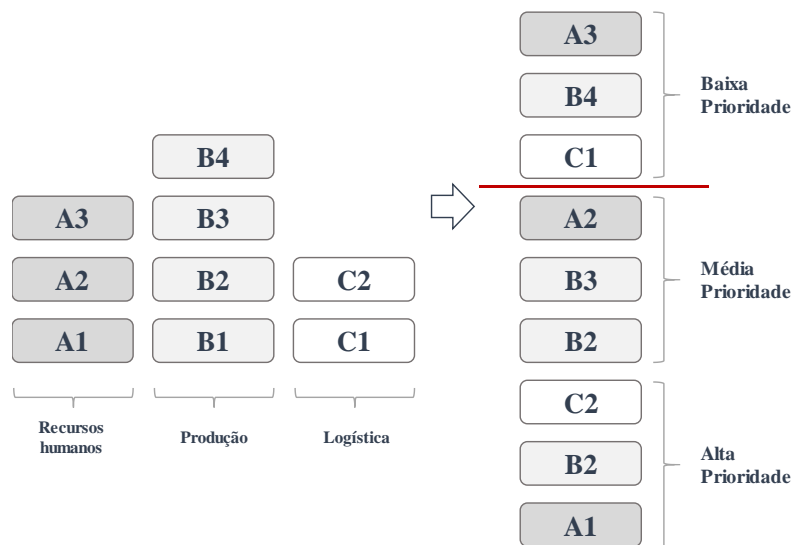 B4
A3
B3
A2
B2
C2
A1
B1
C1
Recursos
humanos
Produção
Logística
A3
B4
C1
Baixa
Prioridade
A2
B3
B2
Média
Prioridade
C2
B2
A1
Alta
Prioridade